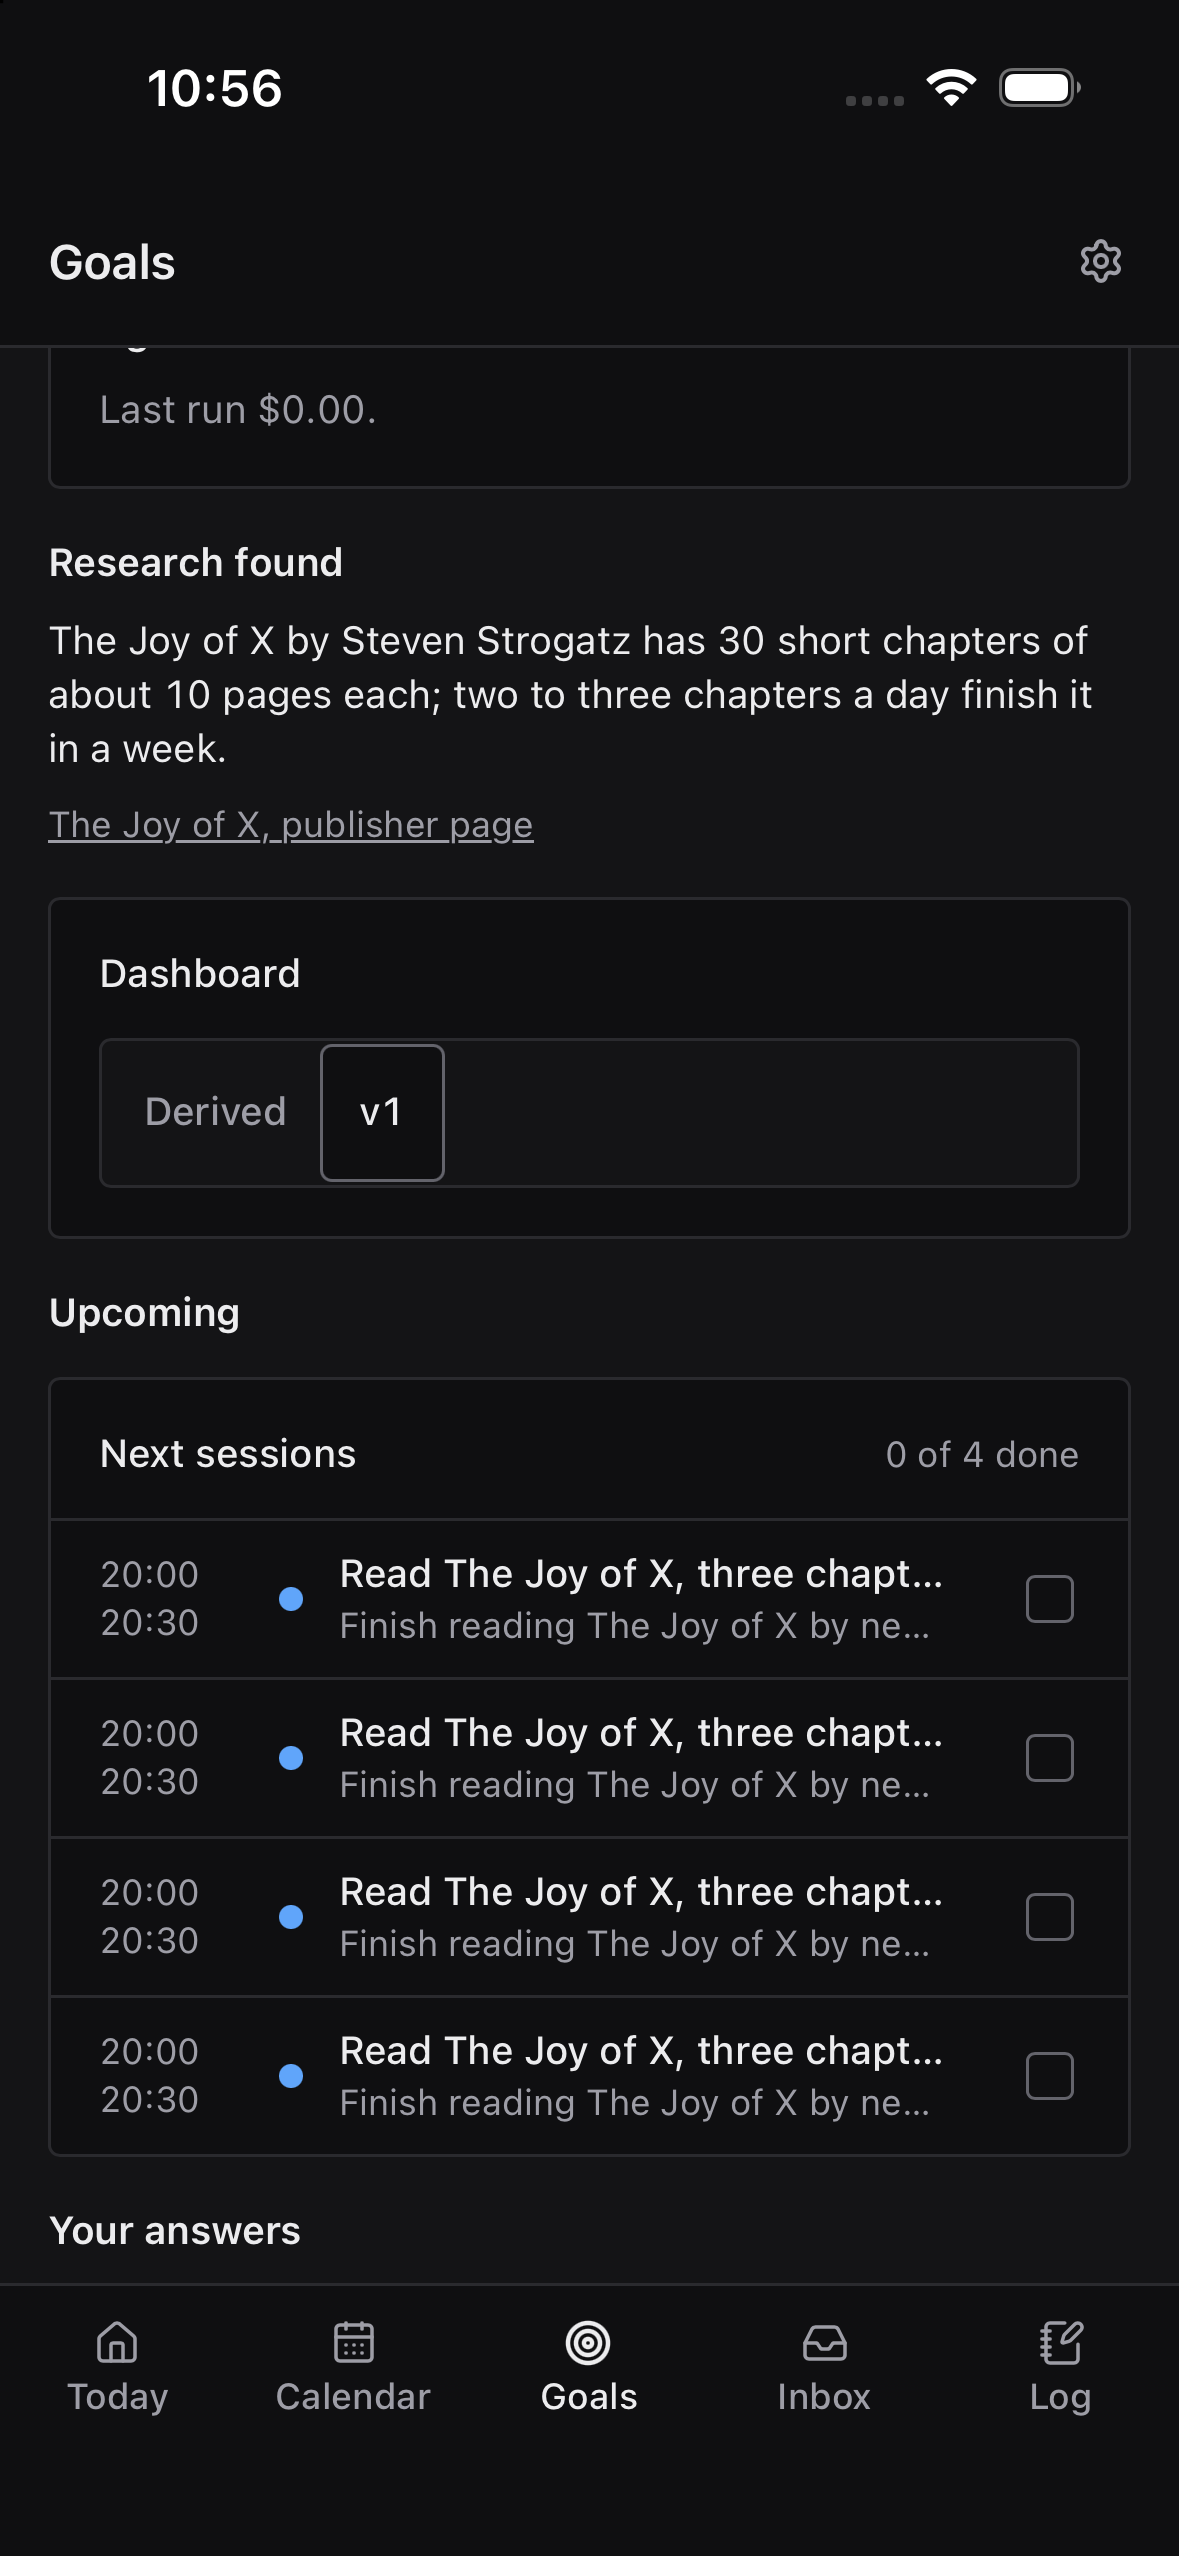 10:56
Goals
Last run $0.00.
Research found
The Joy of X by Steven Strogatz has 30 short chapters of
about 10 pages each; two to three chapters a day finish it
in a week.
The Joy of X, publisher page
Dashboard
Derived
v1
Upcoming
Next sessions
0 of 4 done
20:00
20:30
Read The Joy of X, three chapt...
Finish reading The Joy of X by ne...
20:00
20:30
Read The Joy of X, three chapt...
Finish reading The Joy of X by ne...
20:00
20:30
Read The Joy of X, three chapt...
Finish reading The Joy of X by ne...
20:00
20:30
Read The Joy of X, three chapt...
Finish reading The Joy of X by ne...
Your answers
Today
Calendar
Goals
Inbox
Log